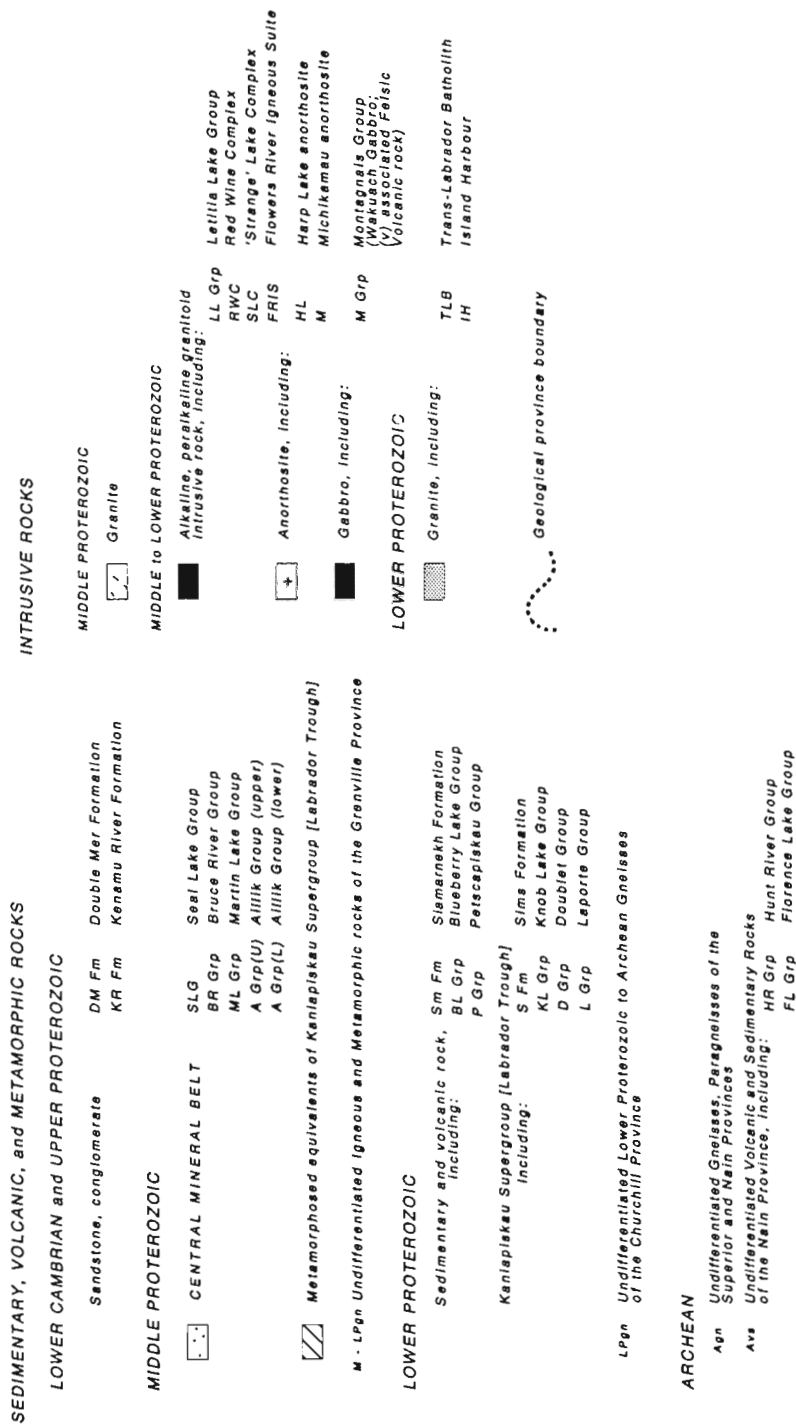 SEDIMENTARY, VOLCANIC, and METAMORPHIC ROCKS
LOWER CAMBRIAN and UPPER PROTEROZOIC
Sandstone, conglomerate
DM Fm Double Mer Formation
KR Fm Kenamu River Formation
MIDDLE PROTEROZOIC
CENTRAL MINERAL BELT
SLG Seal Lake Group
BR Grp Bruce River Group
ML Grp Martin Lake Group
A Grp(U) Aillik Group (upper)
A Grp(L) Aillik Group (lower)
Metamorphosed equivalents of Kaniapiskau Supergroup [Labrador Trough]
M - LPgn Undifferentiated Igneous and Metamorphic rocks of the Grenville Province
LOWER PROTEROZOIC
Sedimentary and volcanic rock,
including:
Sm Fm Siamarnekh Formation
BL Grp Blueberry Lake Group
P Grp Petscapiskau Group
Kaniapiskau Supergroup [Labrador Trough]
including:
S Fm Sims Formation
KL Grp Knob Lake Group
D Grp Doublet Group
L Grp Laporte Group
LPgn Undifferentiated Lower Proterozoic to Archean Gneisses
of the Churchill Province
ARCHEAN
Agn Undifferentiated Gneisses, Paragneisses of the
Superior and Nain Provinces
Avs Undifferentiated Volcanic and Sedimentary Rocks
of the Nain Province, including:
HR Grp Hunt River Group
FL Grp Florence Lake Group
INTRUSIVE ROCKS
MIDDLE PROTEROZOIC
Granite
MIDDLE to LOWER PROTEROZOIC
Alkaline, peralkaline granitoid
intrusive rock, including:
LL Grp Letitia Lake Group
RWC Red Wine Complex
SLC 'Strange' Lake Complex
FRIS Flowers River Igneous Suite
Anorthosite, including:
HL Harp Lake anorthosite
M Michikamau anorthosite
Gabbro, including:
M Grp Montagnais Group
(Wakuach Gabbro;
(v) associated Felsic
Volcanic rock)
LOWER PROTEROZOIC
Granite, including:
TLB Trans-Labrador Batholith
IH Island Harbour
Geological province boundary